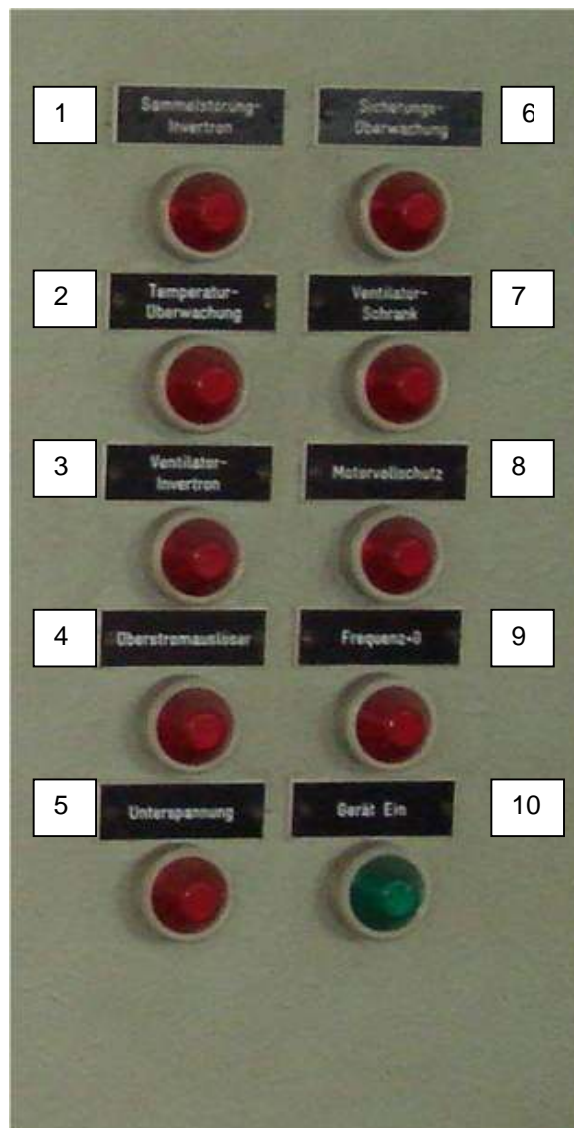 1
Sammelstörung-
Invertron
Sicherungs-
Überwachung
6
2
Temperatur-
Überwachung
Ventilator-
Schrank
7
3
Ventilator-
Invertron
Motorvollschutz
8
4
Überstromauslöser
Frequenz-0
9
5
Unterspannung
Gerät Ein
10